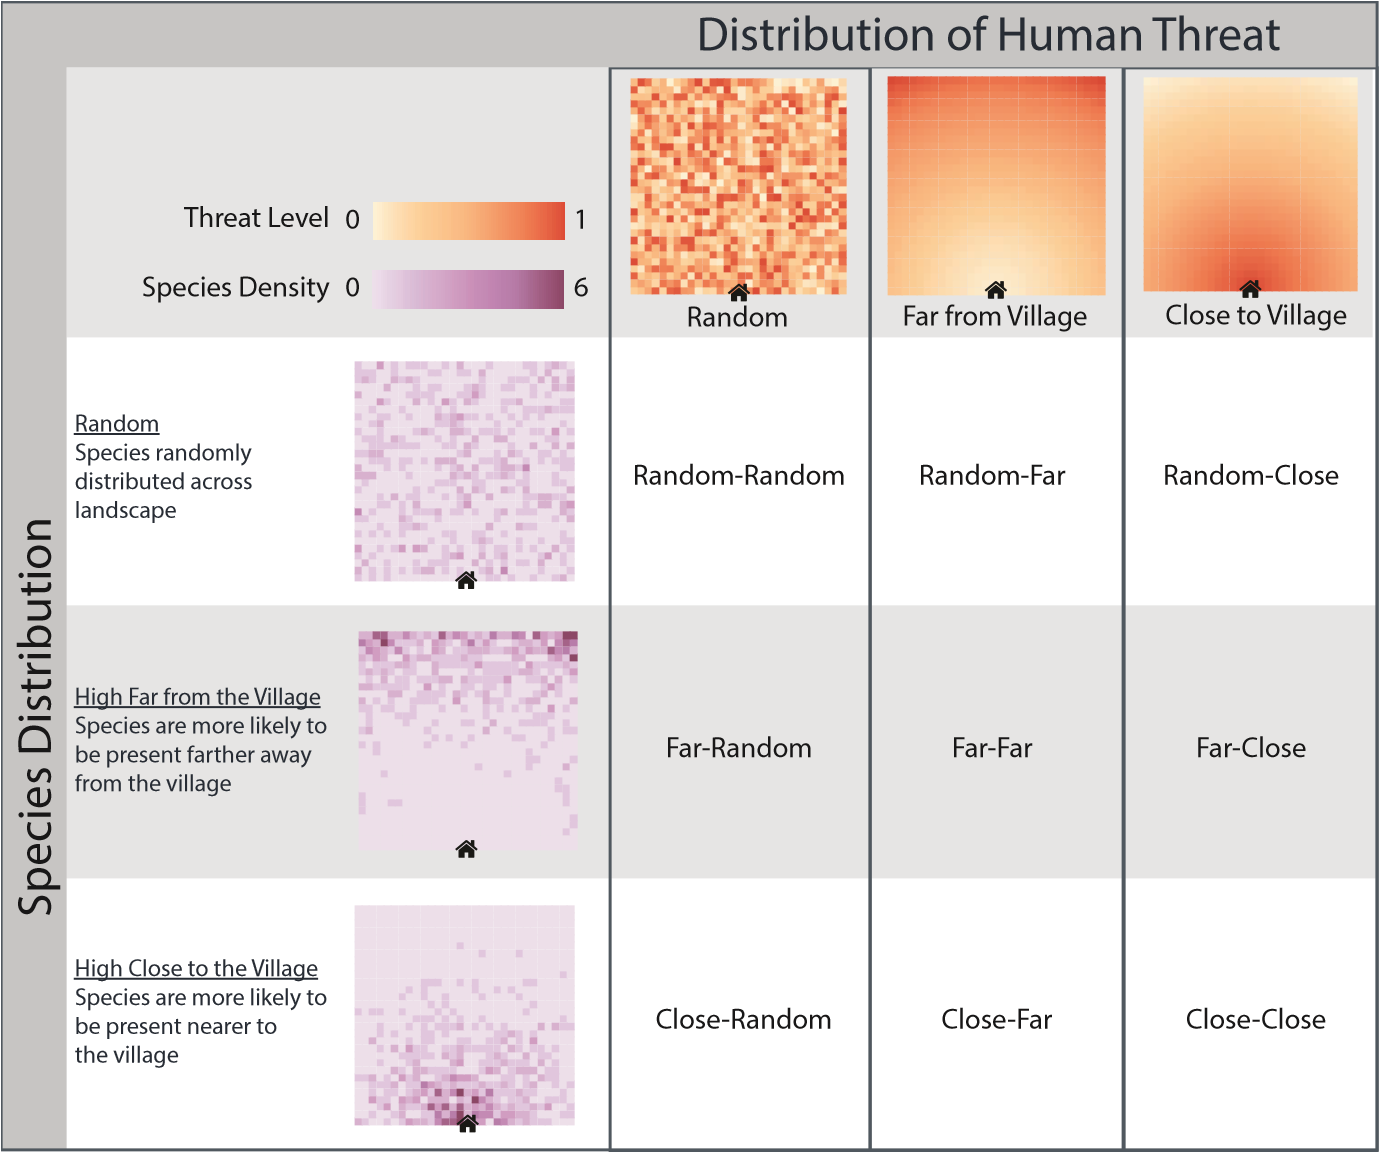 Distribution of Human Threat
Threat Level 0 1
Species Density 0 6
Random
Far from Village
Close to Village
Species Distribution
Random
Species randomly
distributed across
landscape
Random-Random
Random-Far
Random-Close
High Far from the Village
Species are more likely to
be present farther away
from the village
Far-Random
Far-Far
Far-Close
High Close to the Village
Species are more likely to
be present nearer to
the village
Close-Random
Close-Far
Close-Close